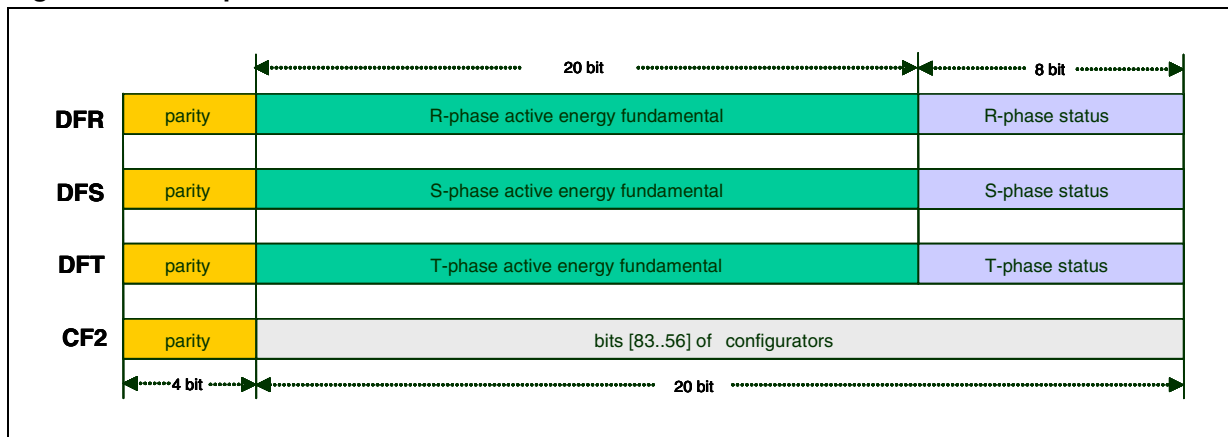 20 bit
8 bit
DFR parity R-phase active energy fundamental R-phase status
DFS parity S-phase active energy fundamental S-phase status
DFT parity T-phase active energy fundamental T-phase status
CF2 parity bits [83..56] of configurators
4 bit 20 bit